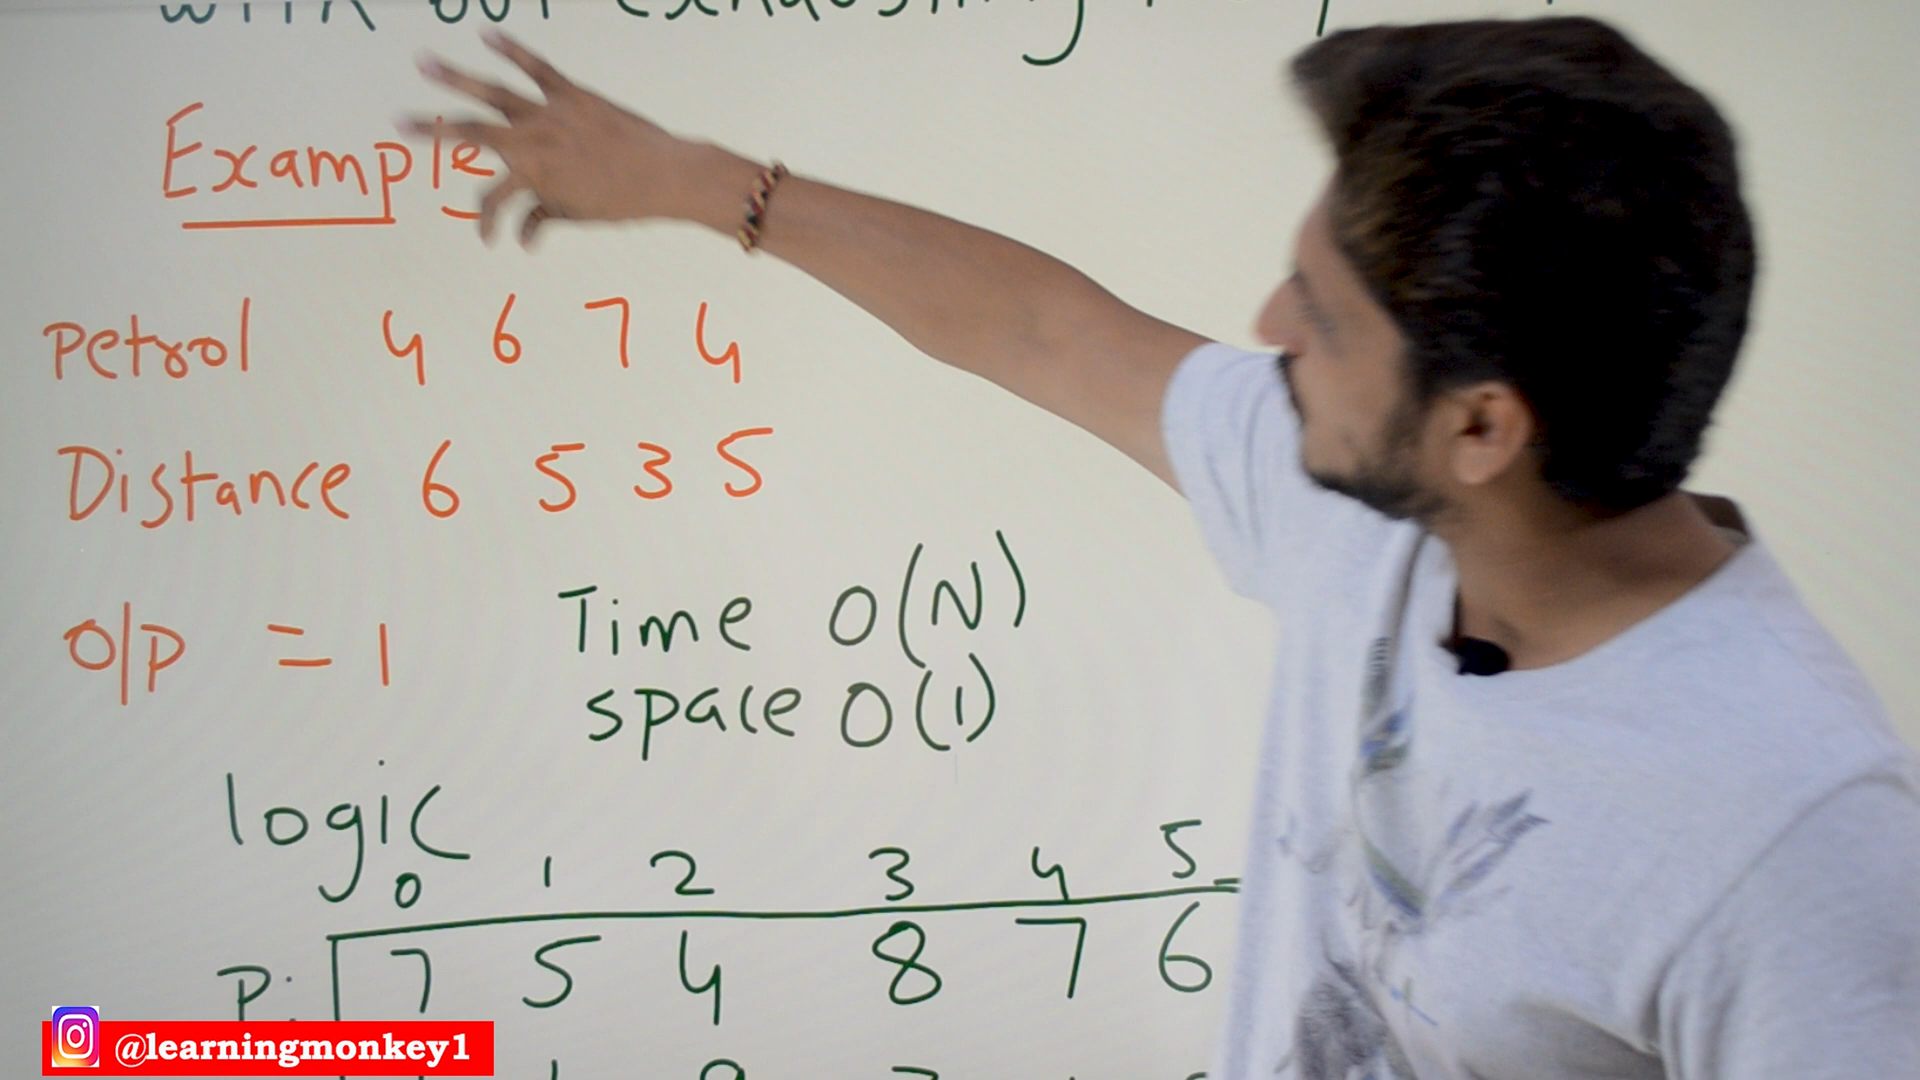 with out exhausting
Example
Petrol 4 6 7 4
Distance 6 5 3 5
O/P = 1
Time O(N)
space O(1)
logic
0 1 2 3 4 5
P: 7 5 4 8 7 6
@learningmonkey1